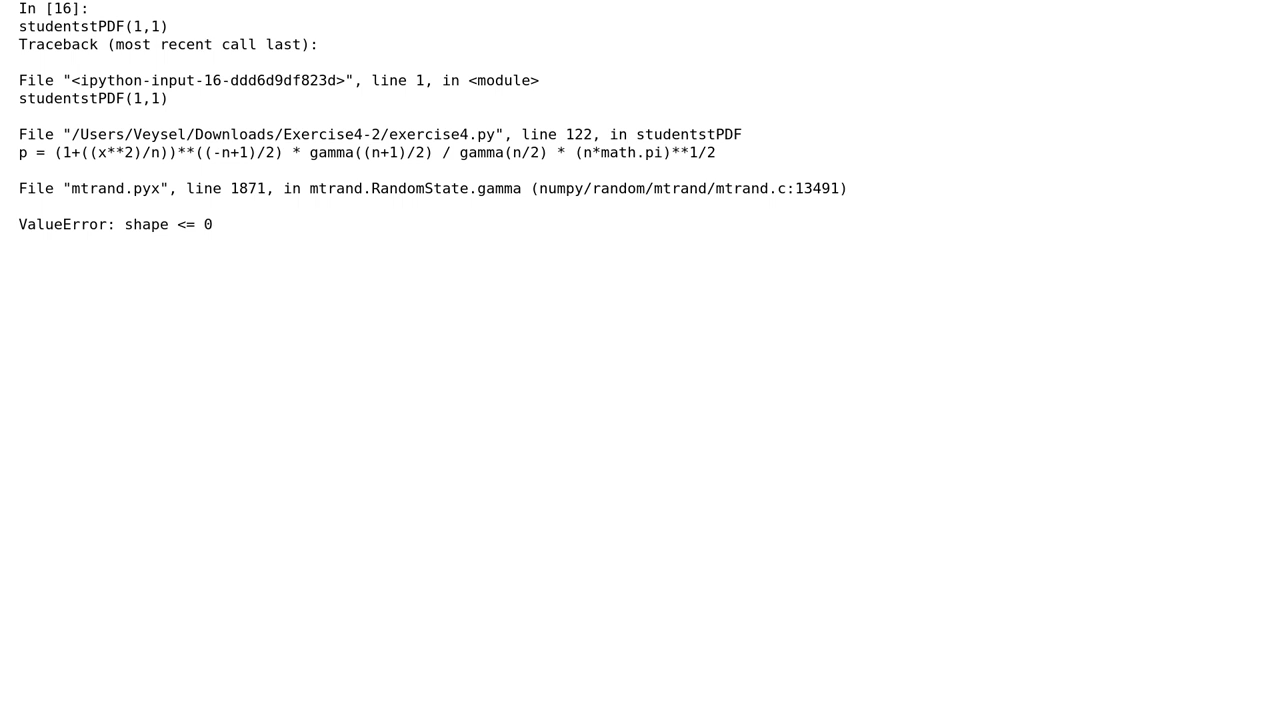 In [16]:
studentstPDF(1,1)
Traceback (most recent call last):
File "<ipython-input-16-ddd6d9df823d>", line 1, in <module>
studentstPDF(1,1)
File "/Users/Veysel/Downloads/Exercise4-2/exercise4.py", line 122, in studentstPDF
p = (1+((x**2)/n))**((-n+1)/2) * gamma((n+1)/2) / gamma(n/2) * (n*math.pi)**1/2
File "mtrand.pyx", line 1871, in mtrand.RandomState.gamma (numpy/random/mtrand/mtrand.c:13491)
ValueError: shape <= 0